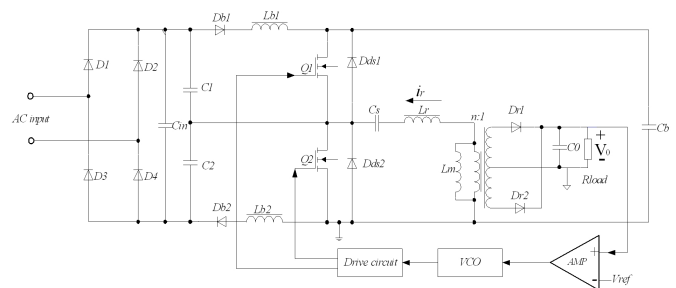 Db1
Lb1
D1
D2
C1
Q1
Dds1
ir
Cs
Lr
n:1
Dr1
AC input
Cin
Cb
C0
+
V0
-
Rload
D3
D4
C2
Q2
Dds2
Lm
Dr2
Db2
Lb2
Drive circuit
VCO
AMP
+
-
Vref